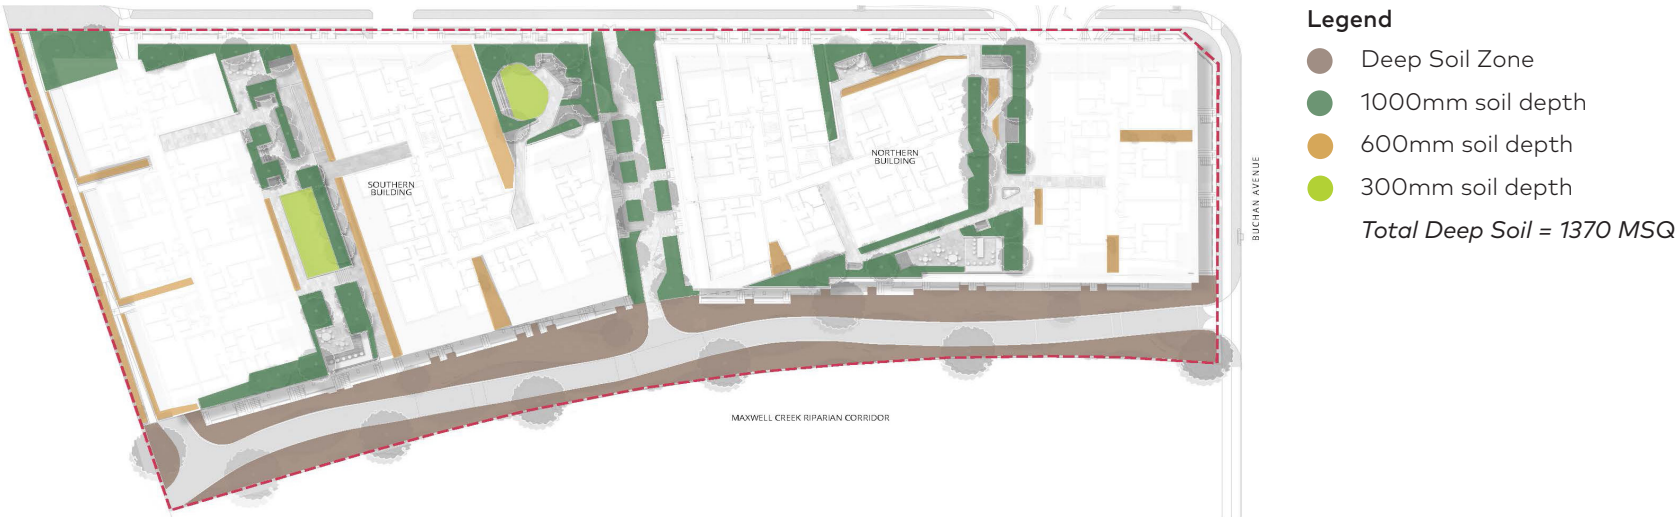 Legend
Deep Soil Zone
1000mm soil depth
600mm soil depth
300mm soil depth
Total Deep Soil = 1370 MSQ
NORTHERN
BUILDING
SOUTHERN
BUILDING
BUCHAN AVENUE
MAXWELL CREEK RIPARIAN CORRIDOR